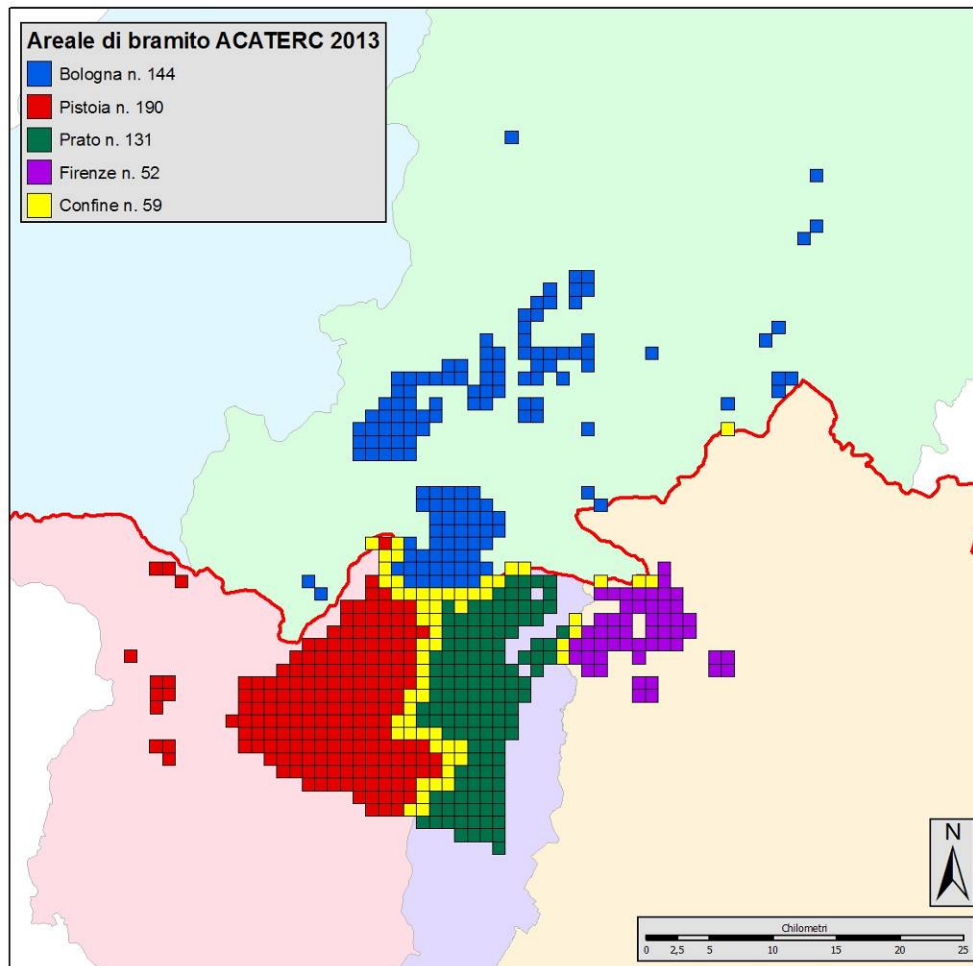 Areale di bramito ACATERC 2013
Bologna n. 144
Pistoia n. 190
Prato n. 131
Firenze n. 52
Confine n. 59
N
Chilometri
0 2,5 5 10 15 20 25